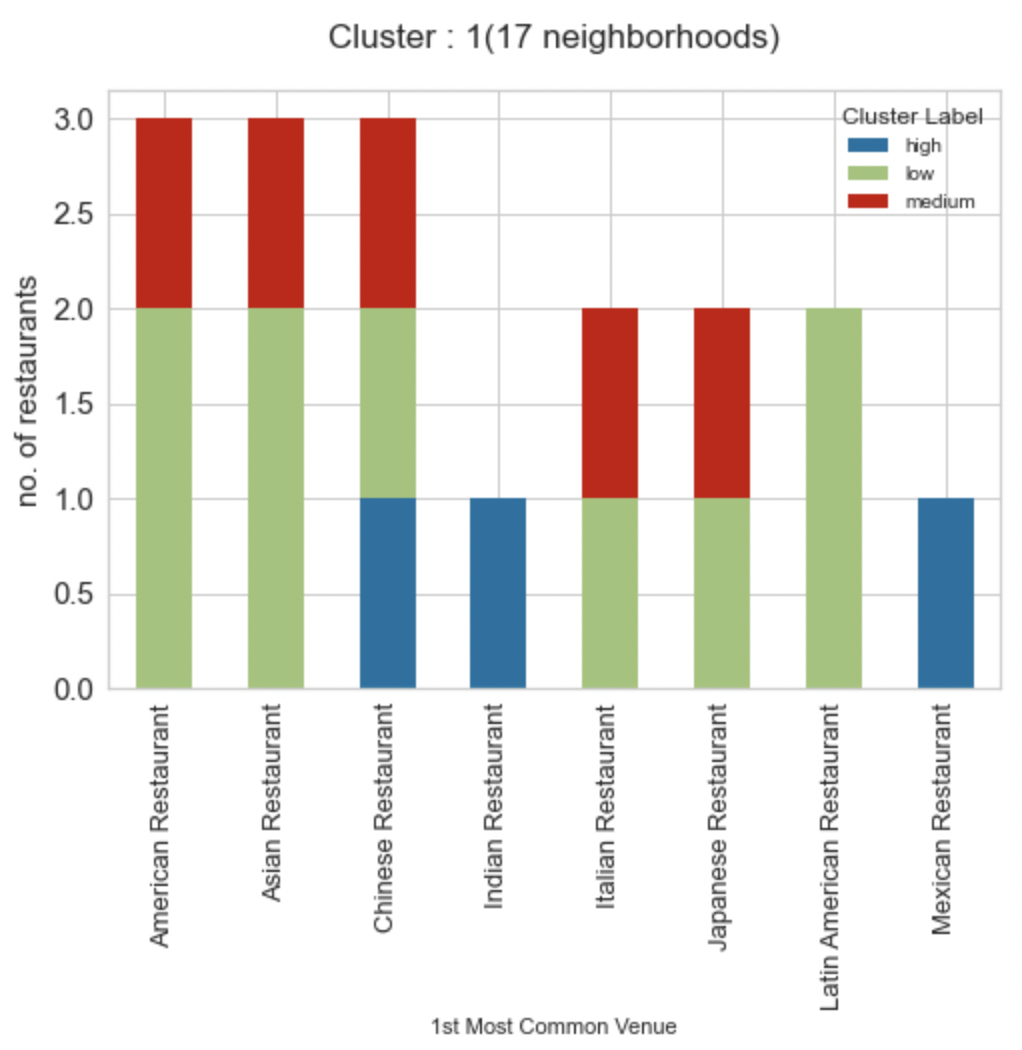 Cluster : 1(17 neighborhoods)
Cluster Label
high
low
medium
no. of restaurants
3.0
2.5
2.0
1.5
1.0
0.5
0.0
American Restaurant
Asian Restaurant
Chinese Restaurant
Indian Restaurant
Italian Restaurant
Japanese Restaurant
Latin American Restaurant
Mexican Restaurant
1st Most Common Venue